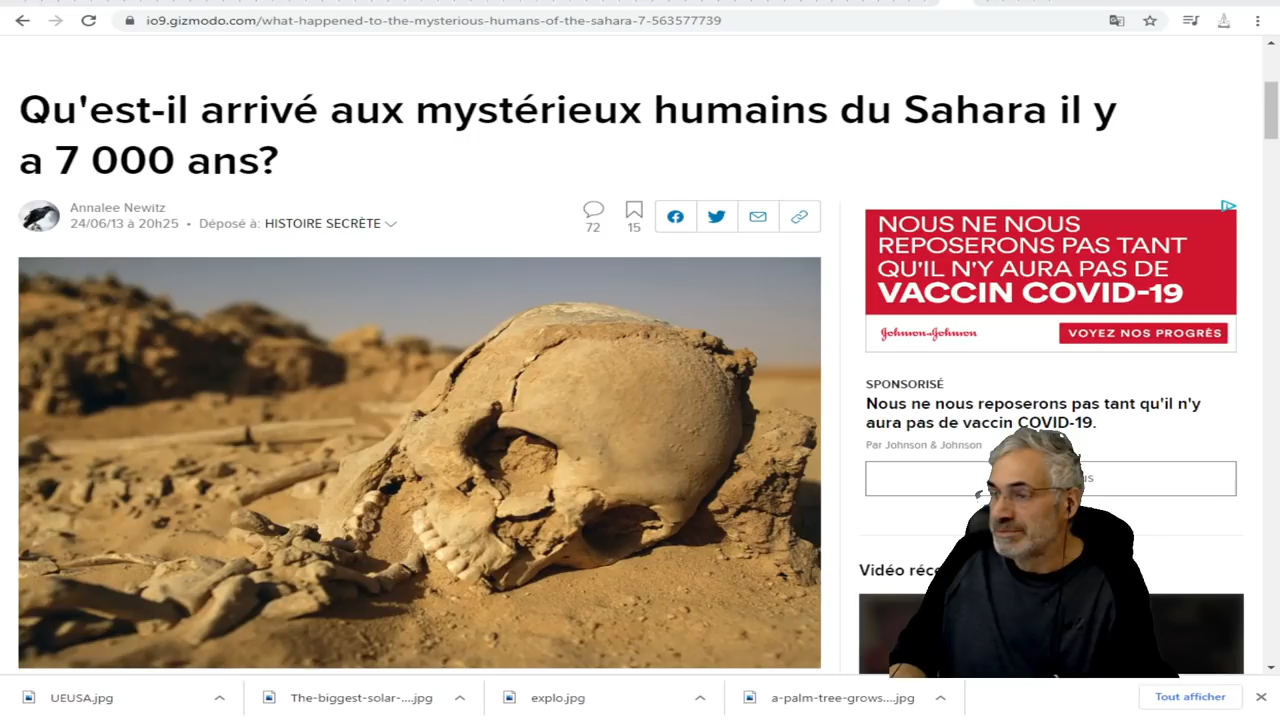 io9.gizmodo.com/what-happened-to-the-mysterious-humans-of-the-sahara-7-563577739
Qu'est-il arrivé aux mystérieux humains du Sahara il y
a 7 000 ans?
Annalee Newitz
24/06/13 à 20h25 • Déposé à: HISTOIRE SECRÈTE
72
15
NOUS NE NOUS
REPOSERONS PAS TANT
QU'IL N'Y AURA PAS DE
VACCIN COVID-19
Johnson&Johnson
VOYEZ NOS PROGRÈS
SPONSORISÉ
Nous ne nous reposerons pas tant qu'il n'y
aura pas de vaccin COVID-19.
Par Johnson & Johnson
Vidéo
UEUSA.jpg
The-biggest-solar-....jpg
explo.jpg
a-palm-tree-grows....jpg
Tout afficher